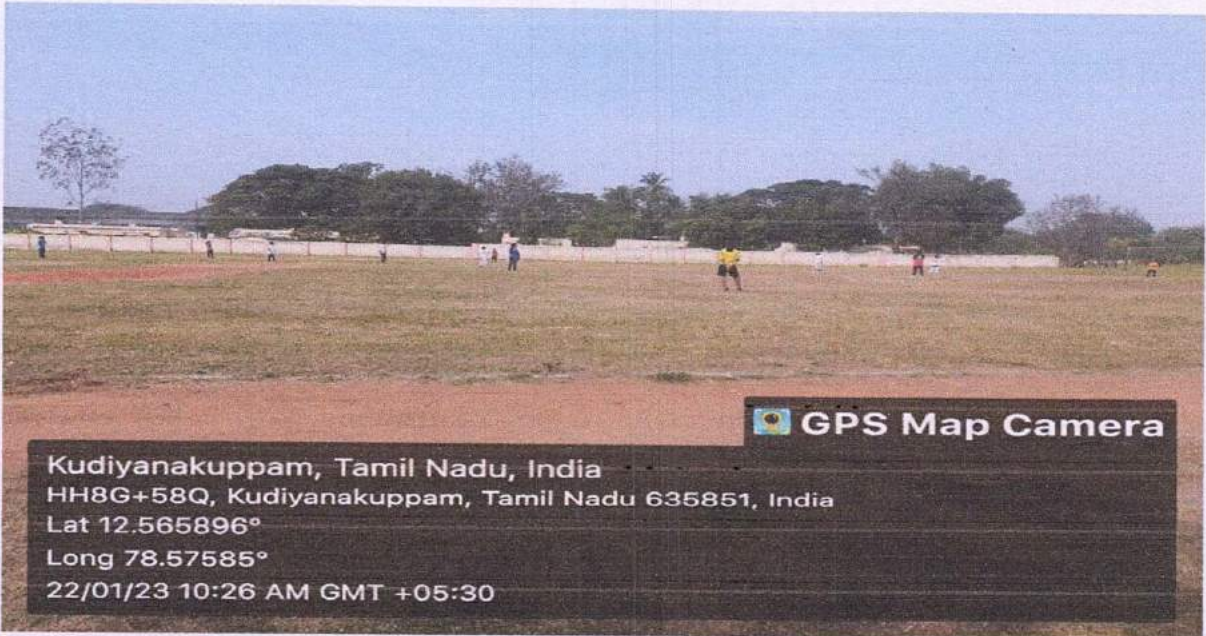 GPS Map Camera
Kudiyanakuppam, Tamil Nadu, India
HH8G+58Q, Kudiyanakuppam, Tamil Nadu 635851, India
Lat 12.565896°
Long 78.57585°
22/01/23 10:26 AM GMT +05:30